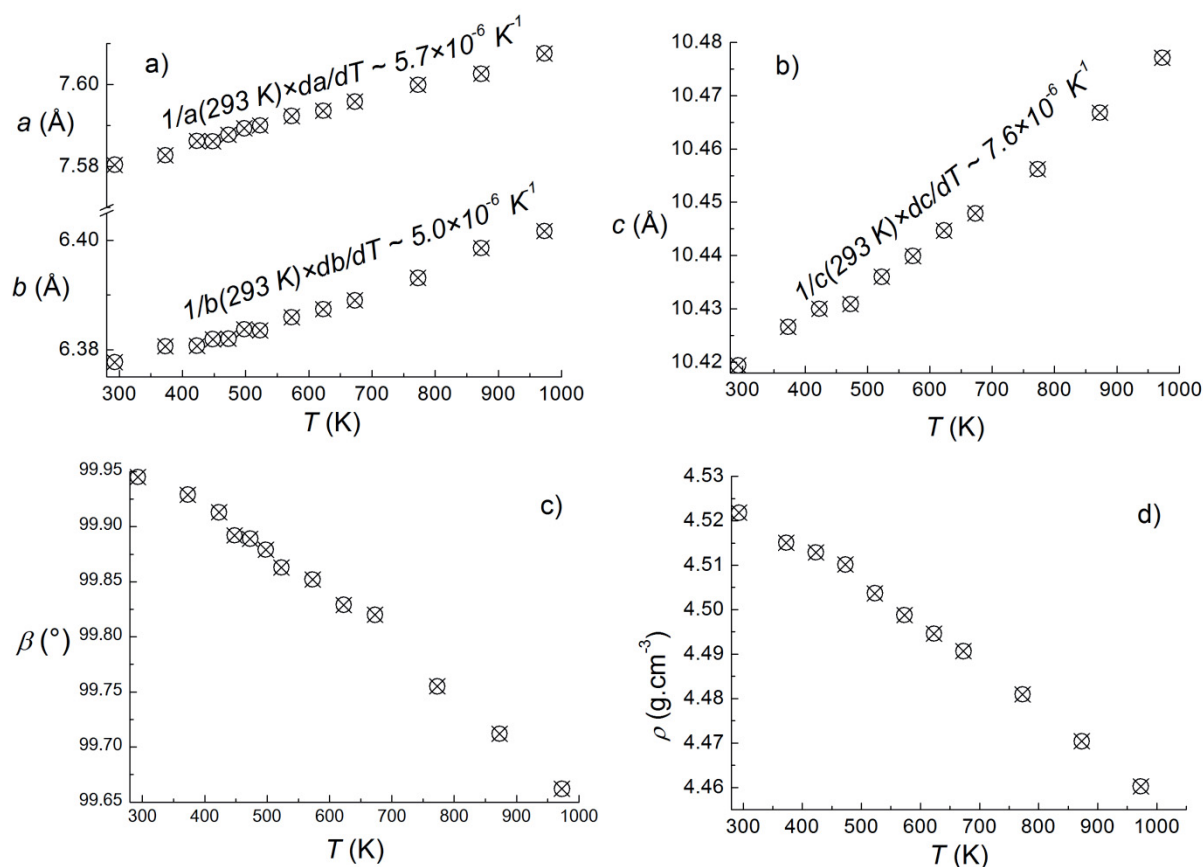 a)
1/a(293 K)×da/dT ~ 5.7×10⁻⁶ K⁻¹
7.60
a (Å)
7.58
6.40
1/b(293 K)×db/dT ~ 5.0×10⁻⁶ K⁻¹
b (Å)
6.38
300 400 500 600 700 800 900 1000
T (K)
b)
10.48
10.47
10.46
10.45
c (Å)
10.44
10.43
10.42
1/c(293 K)×dc/dT ~ 7.6×10⁻⁶ K⁻¹
300 400 500 600 700 800 900 1000
T (K)
c)
99.95
99.90
99.85
99.80
β (°)
99.75
99.70
99.65
300 400 500 600 700 800 900 1000
T (K)
d)
4.53
4.52
4.51
4.50
4.49
4.48
4.47
4.46
ρ (g.cm⁻³)
300 400 500 600 700 800 900 1000
T (K)